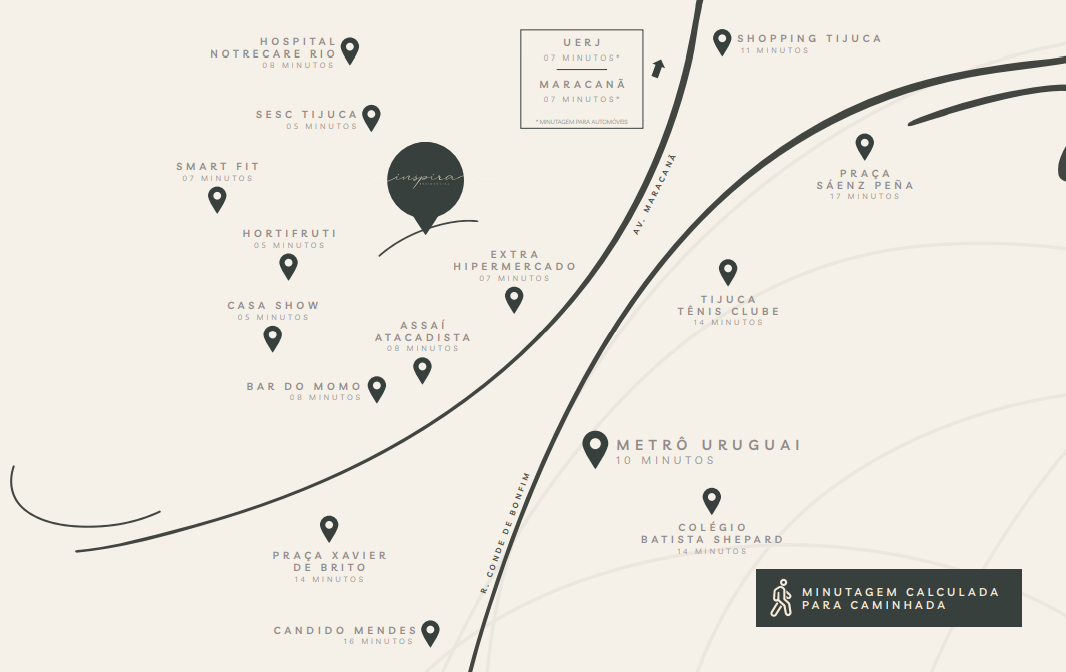 HOSPITAL
NOTRECARE RIO
08 MINUTOS
SESC TIJUCA
05 MINUTOS
SMART FIT
07 MINUTOS
inspira
RESIDENCIAL
HORTIFRUTI
05 MINUTOS
CASA SHOW
05 MINUTOS
EXTRA
HIPERMERCADO
07 MINUTOS
ASSAÍ
ATACADISTA
08 MINUTOS
BAR DO MOMO
08 MINUTOS
UERJ
07 MINUTOS*
MARACANÃ
07 MINUTOS*
* MINUTAGEM PARA AUTOMÓVEIS
SHOPPING TIJUCA
11 MINUTOS
AV. MARACANÃ
PRAÇA
SÁENZ PEÑA
17 MINUTOS
TIJUCA
TÊNIS CLUBE
14 MINUTOS
METRÔ URUGUAI
10 MINUTOS
R. CONDE DE BONFIM
COLÉGIO
BATISTA SHEPARD
14 MINUTOS
PRAÇA XAVIER
DE BRITO
14 MINUTOS
CANDIDO MENDES
16 MINUTOS
MINUTAGEM CALCULADA
PARA CAMINHADA